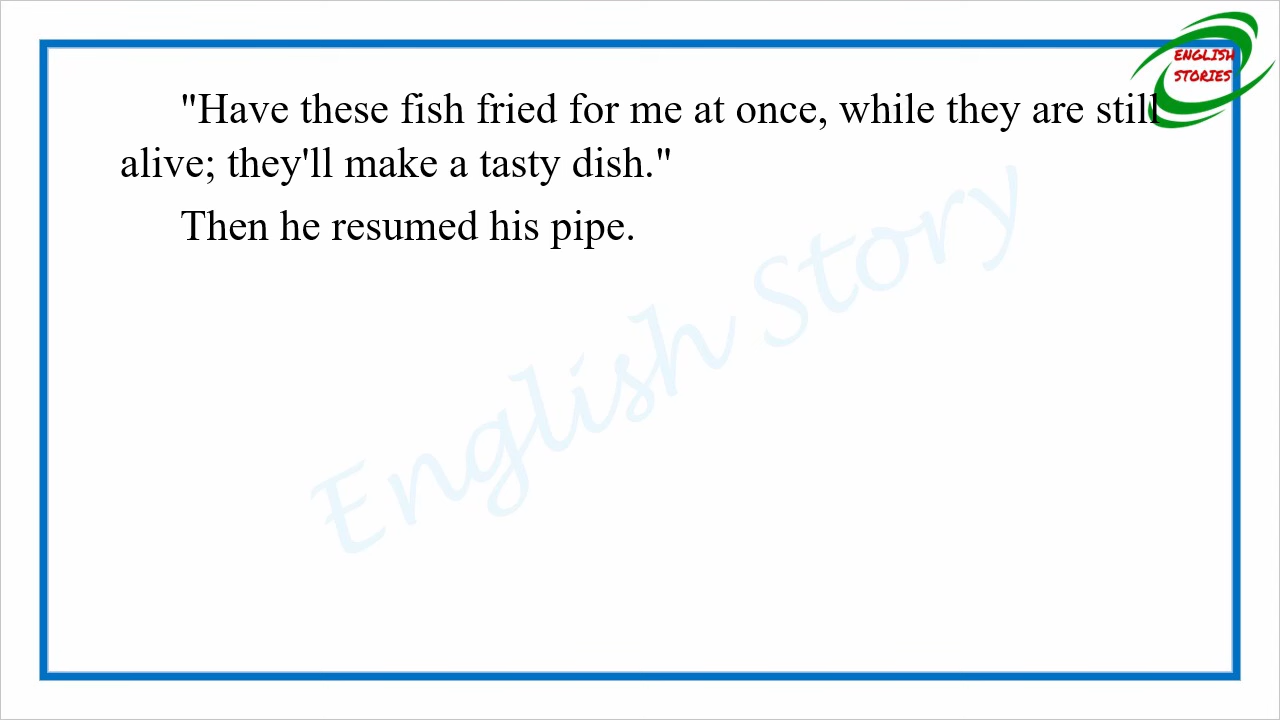 ENGLISH
STORIES
"Have these fish fried for me at once, while they are still
alive; they'll make a tasty dish."
Then he resumed his pipe.
English Story